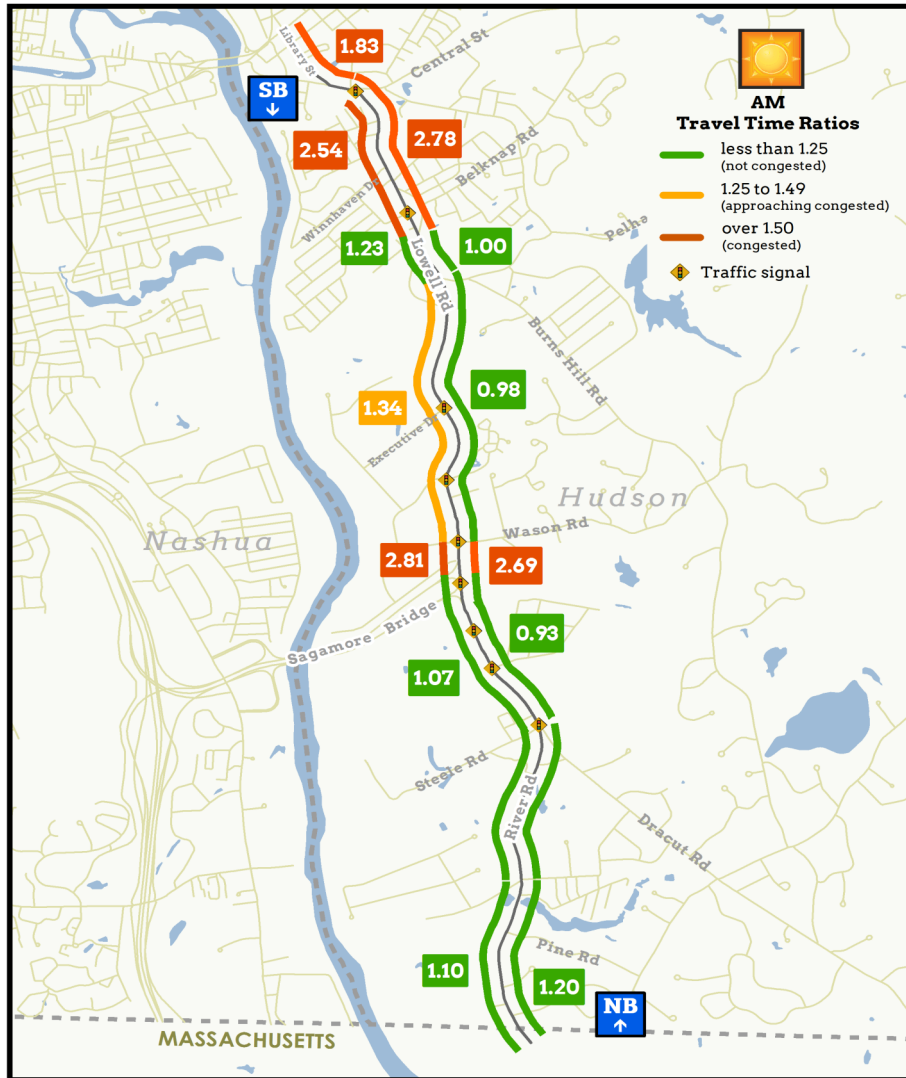 Library St
1.83
Central St
SB
AM
Travel Time Ratios
less than 1.25
(not congested)
1.25 to 1.49
(approaching congested)
over 1.50
(congested)
Traffic signal
2.54
2.78
Belknap Rd
Winnhaven Dr
Pelha
1.23
Lowell Rd
1.00
Burns Hill Rd
0.98
1.34
Executive Dr
Hudson
Nashua
Wason Rd
2.81
2.69
Sagamore Bridge
0.93
1.07
Steele Rd
River Rd
Dracut Rd
Pine Rd
1.10
1.20
NB
MASSACHUSETTS